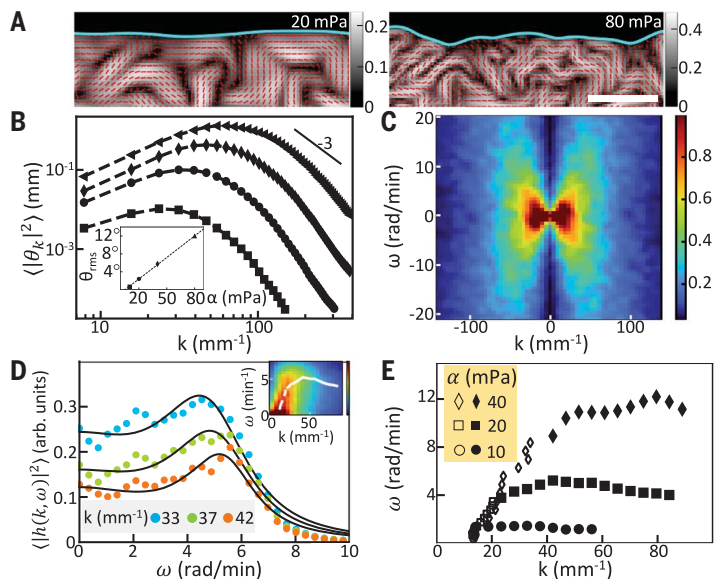 A
20 mPa
0.2
0.1
0
80 mPa
0.4
0.2
0
B
⟨|θk|²⟩ (mm)
10⁻¹
10⁻³
-3
θrms
12°
8°
4°
20 50 80
α (mPa)
10 100
k (mm⁻¹)
C
ω (rad/min)
20
10
0
-10
-20
-100 0 100
k (mm⁻¹)
0.8
0.6
0.4
0.2
D
⟨|h(k,ω)|²⟩ (arb. units)
0.3
0.2
0.1
0
ω (min⁻¹)
5
0
0 50 100
k (mm⁻¹)
k (mm⁻¹) 33 37 42
0 2 4 6 8 10
ω (rad/min)
E
ω (rad/min)
12
8
4
α (mPa)
40
20
10
0 20 40 60 80 100
k (mm⁻¹)